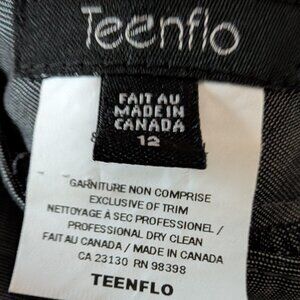 Teenflo
FAIT AU
MADE IN
CANADA
12
GARNITURE NON COMPRISE
EXCLUSIVE OF TRIM
NETTOYAGE À SEC PROFESSIONEL /
PROFESSIONAL DRY CLEAN
FAIT AU CANADA / MADE IN CANADA
CA 23130 RN 98398
TEENFLO